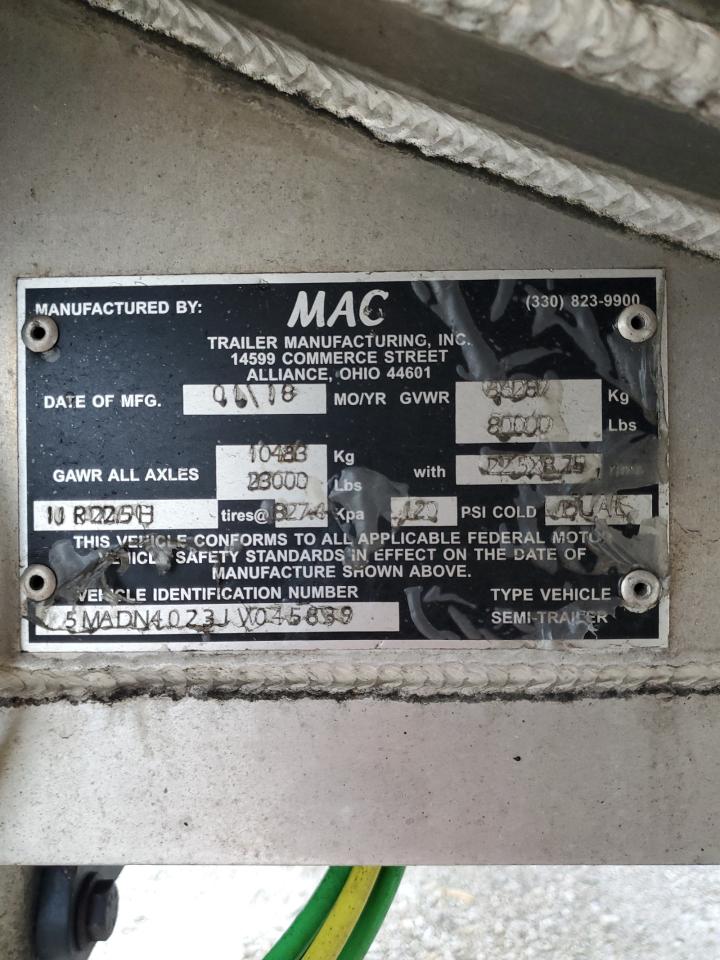 MANUFACTURED BY: MAC (330) 823-9900
TRAILER MANUFACTURING, INC.
14599 COMMERCE STREET
ALLIANCE, OHIO 44601
DATE OF MFG. MO/YR GVWR Kg
80000 Lbs
10483 Kg
GAWR ALL AXLES 23000 Lbs with
tires@ Kpa 120 PSI COLD
THIS VEHICLE CONFORMS TO ALL APPLICABLE FEDERAL MOTOR
VEHICLE SAFETY STANDARDS IN EFFECT ON THE DATE OF
MANUFACTURE SHOWN ABOVE.
VEHICLE IDENTIFICATION NUMBER TYPE VEHICLE
5MADN4023JV045839 SEMI-TRAILER